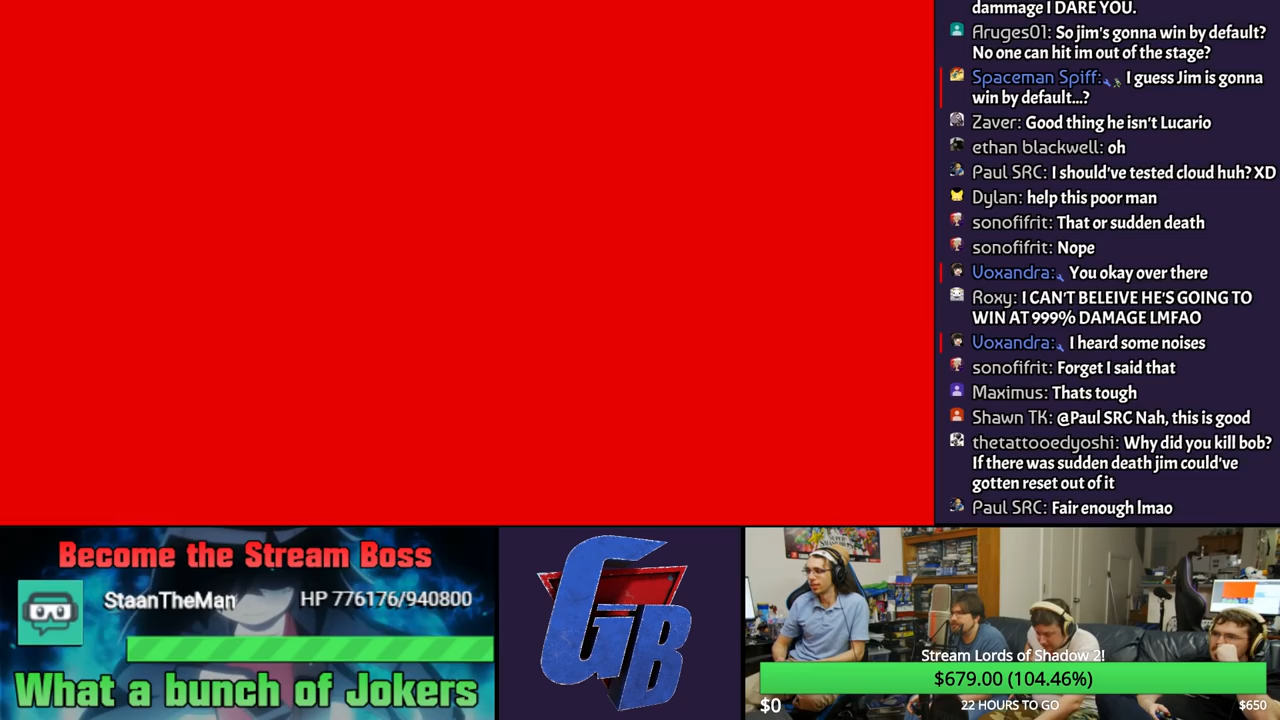 dammage I DARE YOU.
Aruges01: So jim's gonna win by default?
No one can hit im out of the stage?
Spaceman Spiff: I guess Jim is gonna
win by default...?
Zaver: Good thing he isn't Lucario
ethan blackwell: oh
Paul SRC: I should've tested cloud huh? XD
Dylan: help this poor man
sonofifrit: That or sudden death
sonofifrit: Nope
Voxandra: You okay over there
Roxy: I CAN'T BELEIVE HE'S GOING TO
WIN AT 999% DAMAGE LMFAO
Voxandra: I heard some noises
sonofifrit: Forget I said that
Maximus: Thats tough
Shawn TK: @Paul SRC Nah, this is good
thetattooedyoshi: Why did you kill bob?
If there was sudden death jim could've
gotten reset out of it
Paul SRC: Fair enough lmao
Become the Stream Boss
StaanTheMan HP 776176/940800
What a bunch of Jokers
GB
Stream Lords of Shadow 2!
$679.00 (104.46%)
$0 22 HOURS TO GO $650